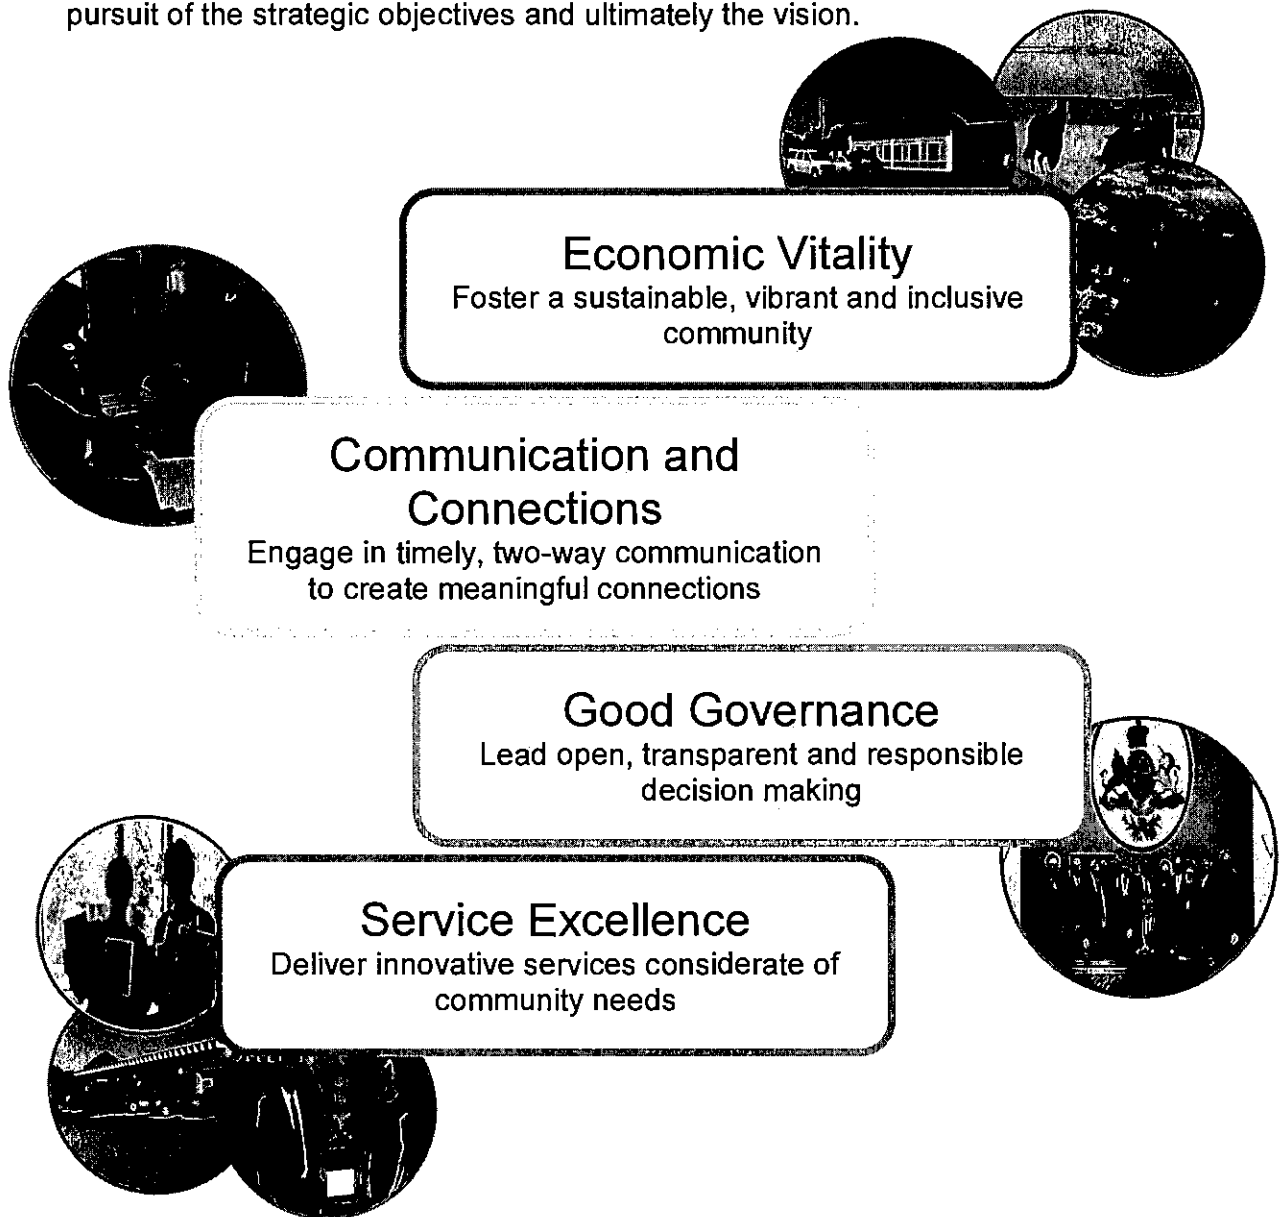 pursuit of the strategic objectives and ultimately the vision.
Economic Vitality
Foster a sustainable, vibrant and inclusive
community
Communication and
Connections
Engage in timely, two-way communication
to create meaningful connections
Good Governance
Lead open, transparent and responsible
decision making
Service Excellence
Deliver innovative services considerate of
community needs